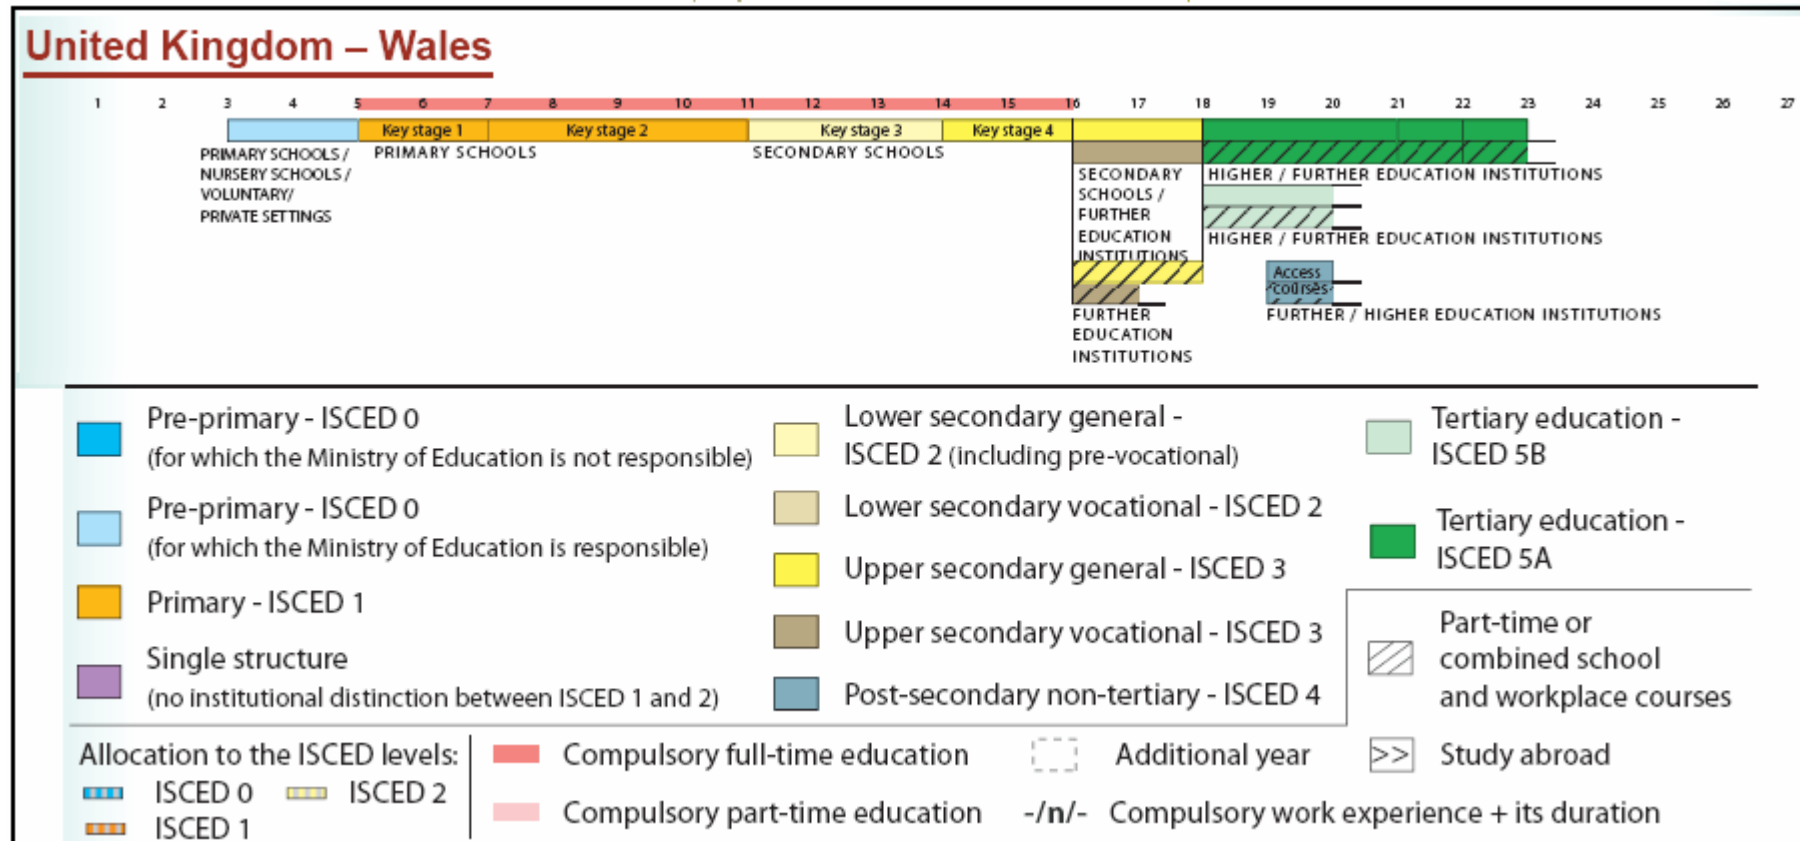 United Kingdom – Wales
1 2 3 4 5 6 7 8 9 10 11 12 13 14 15 16 17 18 19 20 21 22 23 24 25 26 27
Key stage 1 Key stage 2 Key stage 3 Key stage 4
PRIMARY SCHOOLS /
NURSERY SCHOOLS /
VOLUNTARY/
PRIVATE SETTINGS
PRIMARY SCHOOLS
SECONDARY SCHOOLS
SECONDARY
SCHOOLS /
FURTHER
EDUCATION
INSTITUTIONS
FURTHER
EDUCATION
INSTITUTIONS
HIGHER / FURTHER EDUCATION INSTITUTIONS
HIGHER / FURTHER EDUCATION INSTITUTIONS
Access
courses
FURTHER / HIGHER EDUCATION INSTITUTIONS
Pre-primary - ISCED 0
(for which the Ministry of Education is not responsible)
Pre-primary - ISCED 0
(for which the Ministry of Education is responsible)
Primary - ISCED 1
Single structure
(no institutional distinction between ISCED 1 and 2)
Lower secondary general -
ISCED 2 (including pre-vocational)
Lower secondary vocational - ISCED 2
Upper secondary general - ISCED 3
Upper secondary vocational - ISCED 3
Post-secondary non-tertiary - ISCED 4
Tertiary education -
ISCED 5B
Tertiary education -
ISCED 5A
Part-time or
combined school
and workplace courses
Allocation to the ISCED levels:
ISCED 0 ISCED 2
ISCED 1
Compulsory full-time education
Compulsory part-time education
Additional year
-/n/- Compulsory work experience + its duration
>> Study abroad